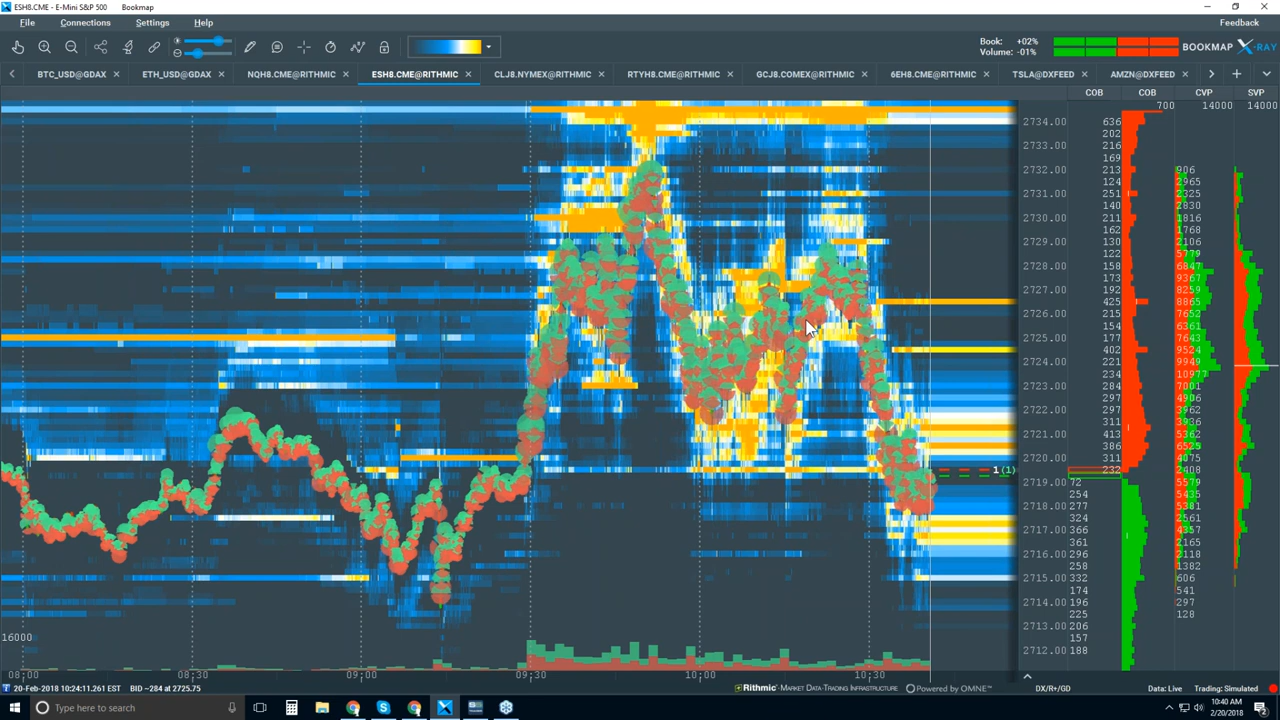 ESH8.CME - E-Mini S&P 500
Bookmap
File Connections Settings Help
Feedback
Book: +02%
Volume: -01%
BOOKMAP X-RAY
BTC_USD@GDAX ETH_USD@GDAX NQH8.CME@RITHMIC ESH8.CME@RITHMIC CLJ8.NYMEX@RITHMIC RTYH8.CME@RITHMIC GCJ8.COMEX@RITHMIC 6EH8.CME@RITHMIC TSLA@DXFEED AMZN@DXFEED
COB COB CVP SVP
700 14000 14000
2734.00 636
202
2733.00 216
169
2732.00 213 906
124 2965
2731.00 251 2325
140 2830
2730.00 211 1816
162 1768
2729.00 130 2106
122 5779
2728.00 158 6847
173 9367
2727.00 192 8259
425 8865
2726.00 215 7652
154 6361
2725.00 177 7643
402 9524
2724.00 221 9949
234 10977
2723.00 284 7001
297 4906
2722.00 297 3962
311 3936
2721.00 413 5362
386 6525
2720.00 311 4075
1 (1) 232 2408
2719.00 72 5579
254 5435
2718.00 277 5381
324 2561
2717.00 366 4357
361 2165
2716.00 296 2118
258 1382
2715.00 332 606
174 541
2714.00 196 297
225 128
2713.00 206
157
2712.00 188
16000
08:00 08:30 09:00 09:30 10:00 10:30
20-Feb-2018 10:24:11.261 EST BID ~284 at 2725.75
Rithmic - Market Data - Trading Infrastructure Powered by OMNE™
DX/R+/GD
Data: Live Trading: Simulated
Type here to search
10:40 AM
2/20/2018
2